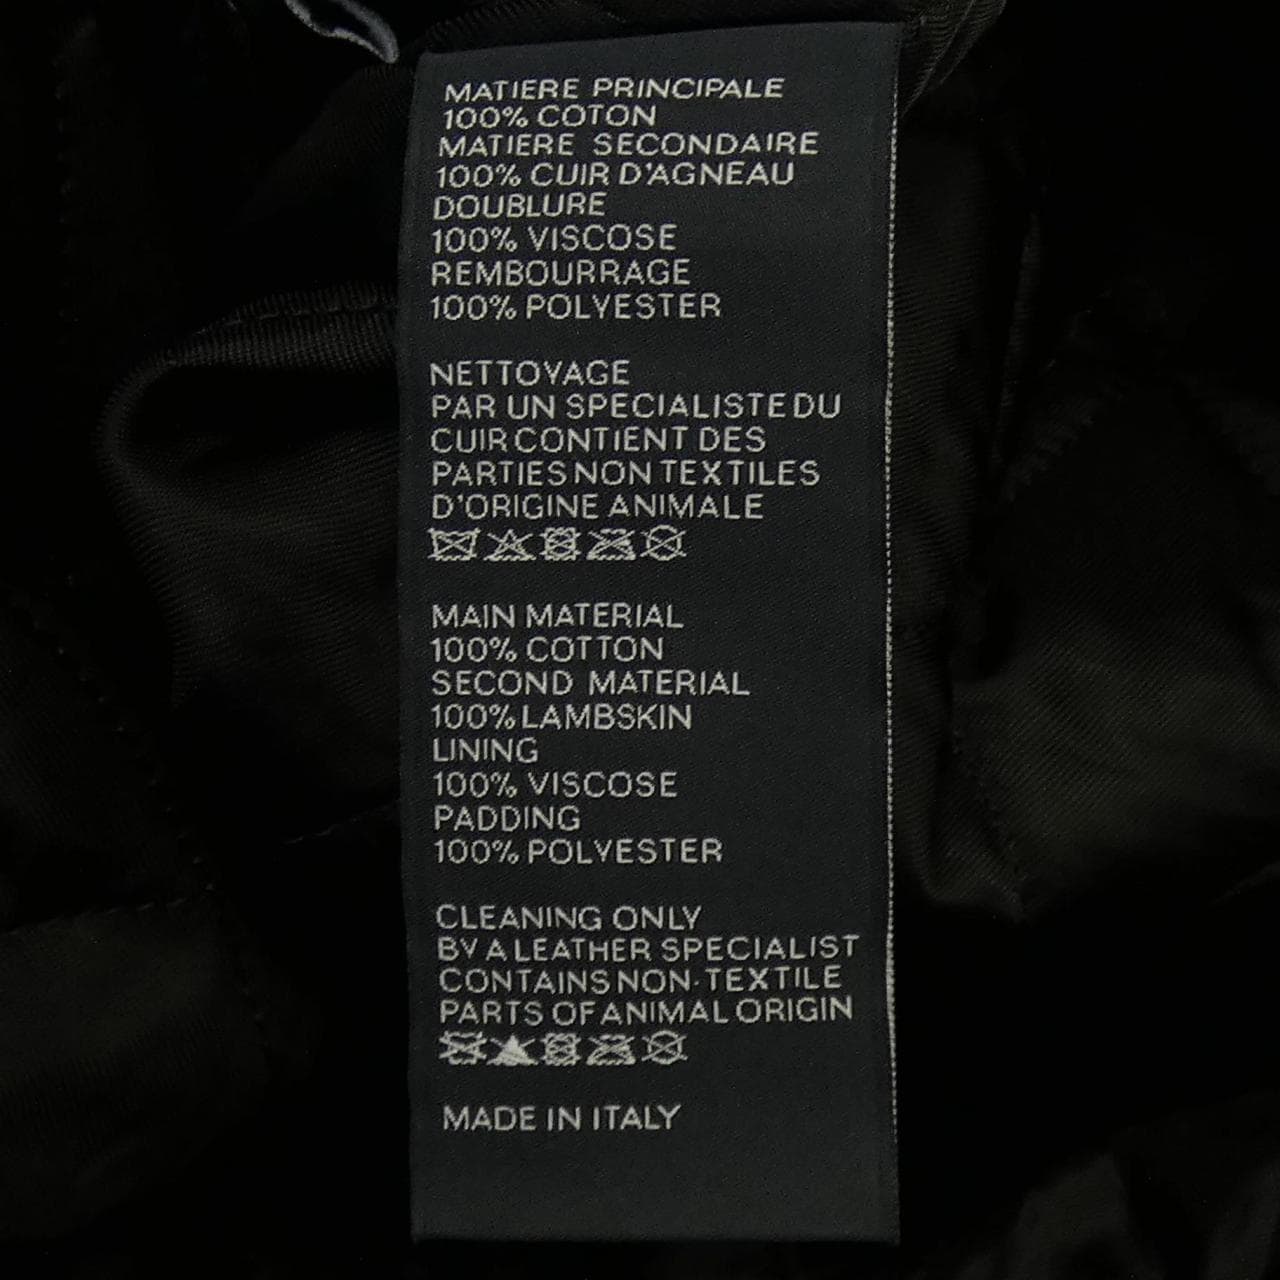 MATIERE PRINCIPALE
100% COTON
MATIERE SECONDAIRE
100% CUIR D'AGNEAU
DOUBLURE
100% VISCOSE
REMBOURRAGE
100% POLYESTER
NETTOYAGE
PAR UN SPECIALISTE DU
CUIR CONTIENT DES
PARTIES NON TEXTILES
D'ORIGINE ANIMALE
MAIN MATERIAL
100% COTTON
SECOND MATERIAL
100% LAMBSKIN
LINING
100% VISCOSE
PADDING
100% POLYESTER
CLEANING ONLY
BY A LEATHER SPECIALIST
CONTAINS NON-TEXTILE
PARTS OF ANIMAL ORIGIN
MADE IN ITALY